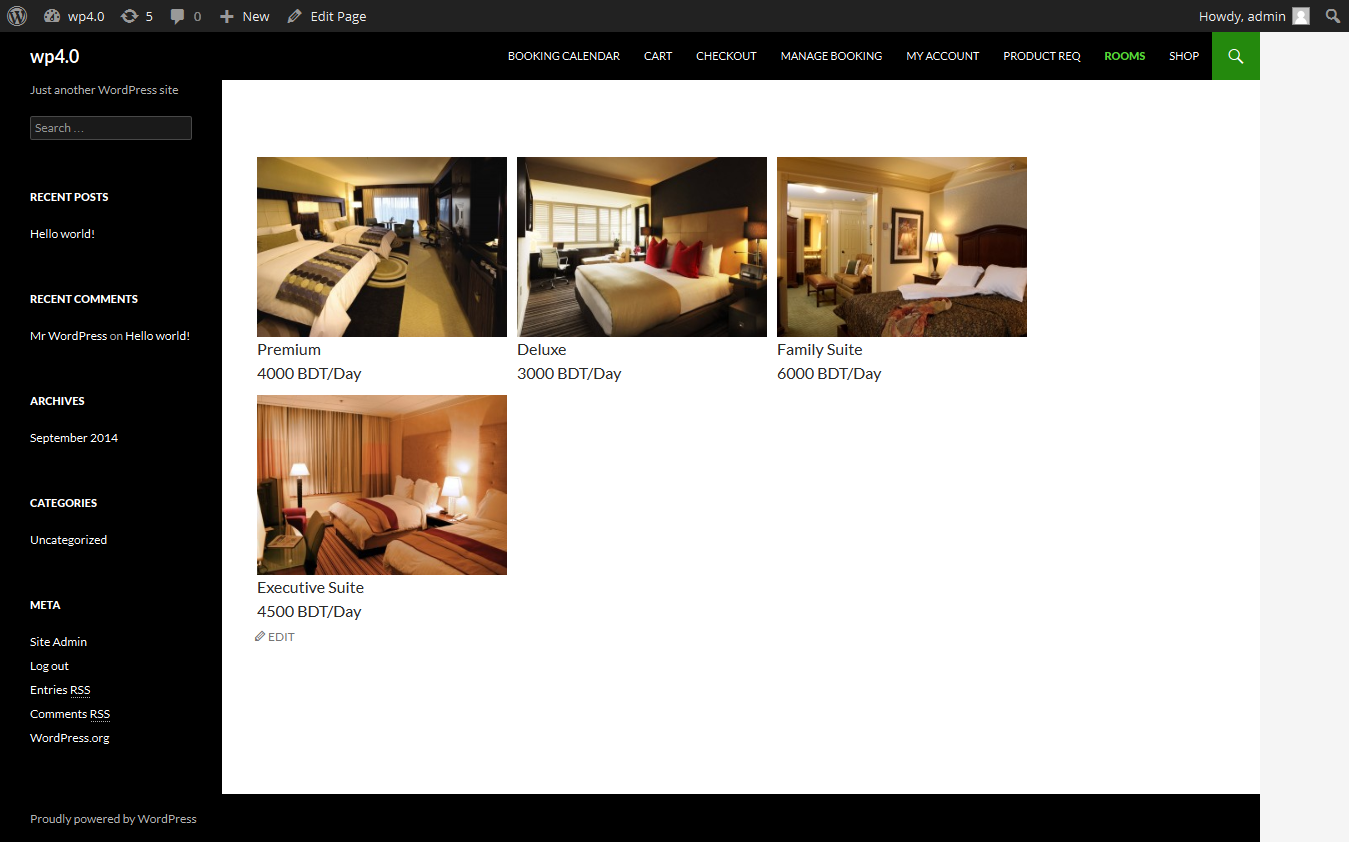 wp4.0 5 0 New Edit Page Howdy, admin
wp4.0
BOOKING CALENDAR CART CHECKOUT MANAGE BOOKING MY ACCOUNT PRODUCT REQ ROOMS SHOP
Just another WordPress site
Search ...
RECENT POSTS
Hello world!
RECENT COMMENTS
Mr WordPress on Hello world!
ARCHIVES
September 2014
CATEGORIES
Uncategorized
META
Site Admin
Log out
Entries RSS
Comments RSS
WordPress.org
Premium
4000 BDT/Day
Deluxe
3000 BDT/Day
Family Suite
6000 BDT/Day
Executive Suite
4500 BDT/Day
EDIT
Proudly powered by WordPress